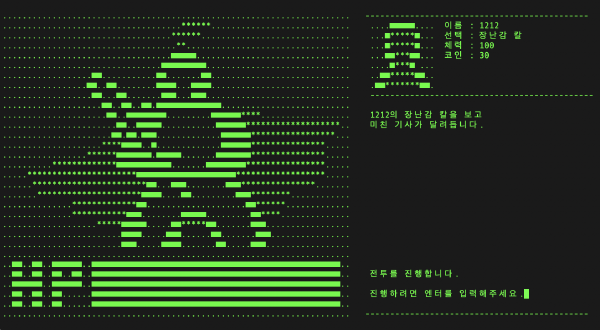 이름 : 1212
선택 : 장난감 칼
체력 : 100
코인 : 30
1212의 장난감 칼을 보고
미친 기사가 달려듭니다.
HP
전투를 진행합니다.
진행하려면 엔터를 입력해주세요.